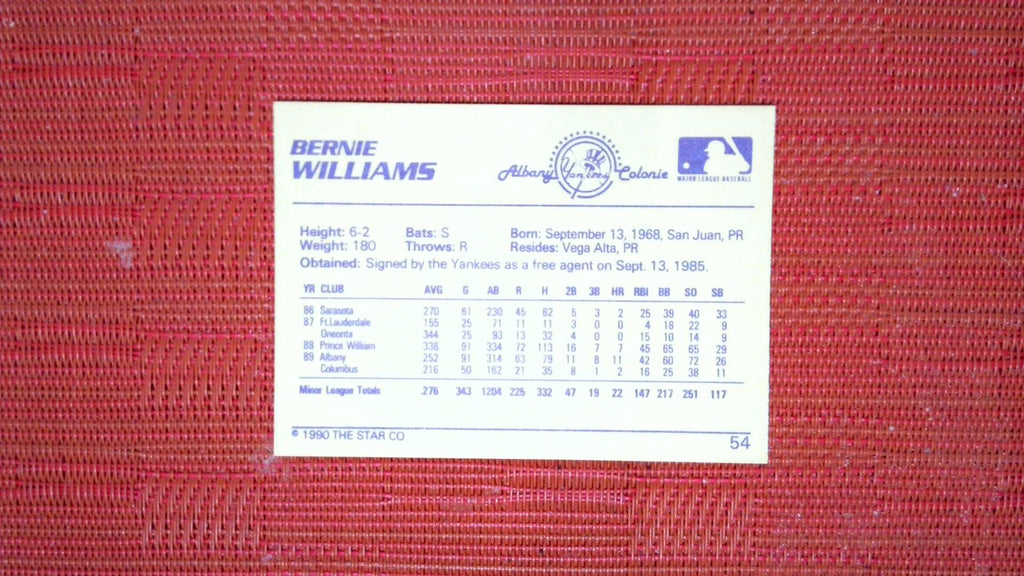 BERNIE
WILLIAMS
Albany Yankees Colonie
MAJOR LEAGUE BASEBALL
Height: 6-2 Bats: S Born: September 13, 1968, San Juan, PR
Weight: 180 Throws: R Resides: Vega Alta, PR
Obtained: Signed by the Yankees as a free agent on Sept. 13, 1985.
YR CLUB AVG G AB R H 2B 3B HR RBI BB SO SB
86 Sarasota .270 61 230 45 62 5 3 2 25 39 40 33
87 Ft.Lauderdale .155 25 71 11 11 3 0 0 4 18 22 9
Oneonta .344 25 93 13 32 4 0 0 15 10 14 9
88 Prince William .338 91 334 72 113 16 7 7 45 65 65 29
89 Albany .252 91 314 63 79 11 8 11 42 60 72 26
Columbus .216 50 162 21 35 8 1 2 16 25 38 11
Minor League Totals .276 343 1204 225 332 47 19 22 147 217 251 117
© 1990 THE STAR CO
54